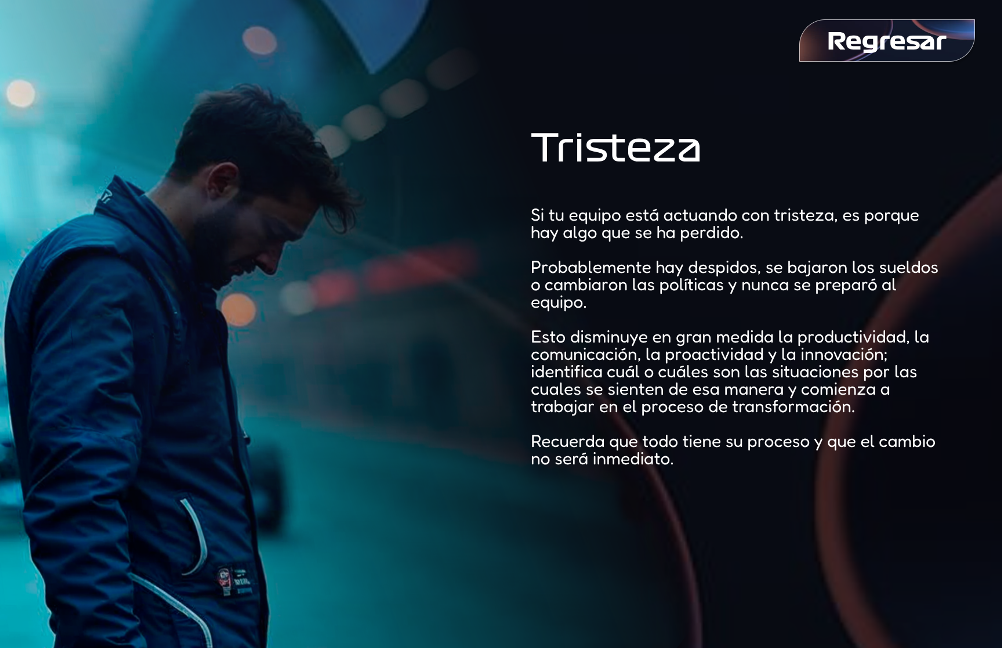 Regresar
Tristeza
Si tu equipo está actuando con tristeza, es porque
hay algo que se ha perdido.
Probablemente hay despidos, se bajaron los sueldos
o cambiaron las políticas y nunca se preparó al
equipo.
Esto disminuye en gran medida la productividad, la
comunicación, la proactividad y la innovación;
identifica cuál o cuáles son las situaciones por las
cuales se sienten de esa manera y comienza a
trabajar en el proceso de transformación.
Recuerda que todo tiene su proceso y que el cambio
no será inmediato.